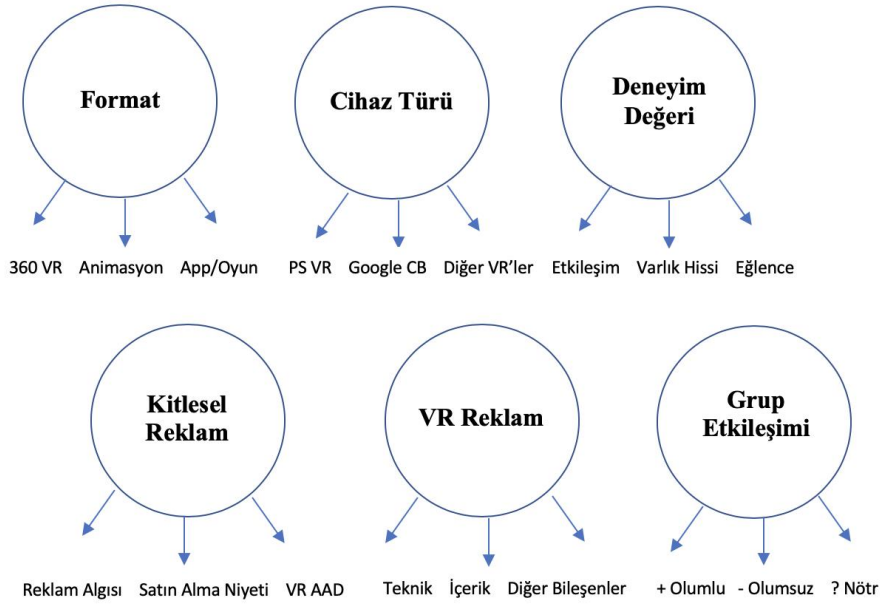 Format
Cihaz Türü
Deneyim
Değeri
360 VR Animasyon App/Oyun
PS VR Google CB Diğer VR’ler
Etkileşim Varlık Hissi Eğlence
Kitlesel
Reklam
VR Reklam
Grup
Etkileşimi
Reklam Algısı Satın Alma Niyeti VR AAD
Teknik İçerik Diğer Bileşenler
+ Olumlu - Olumsuz ? Nötr